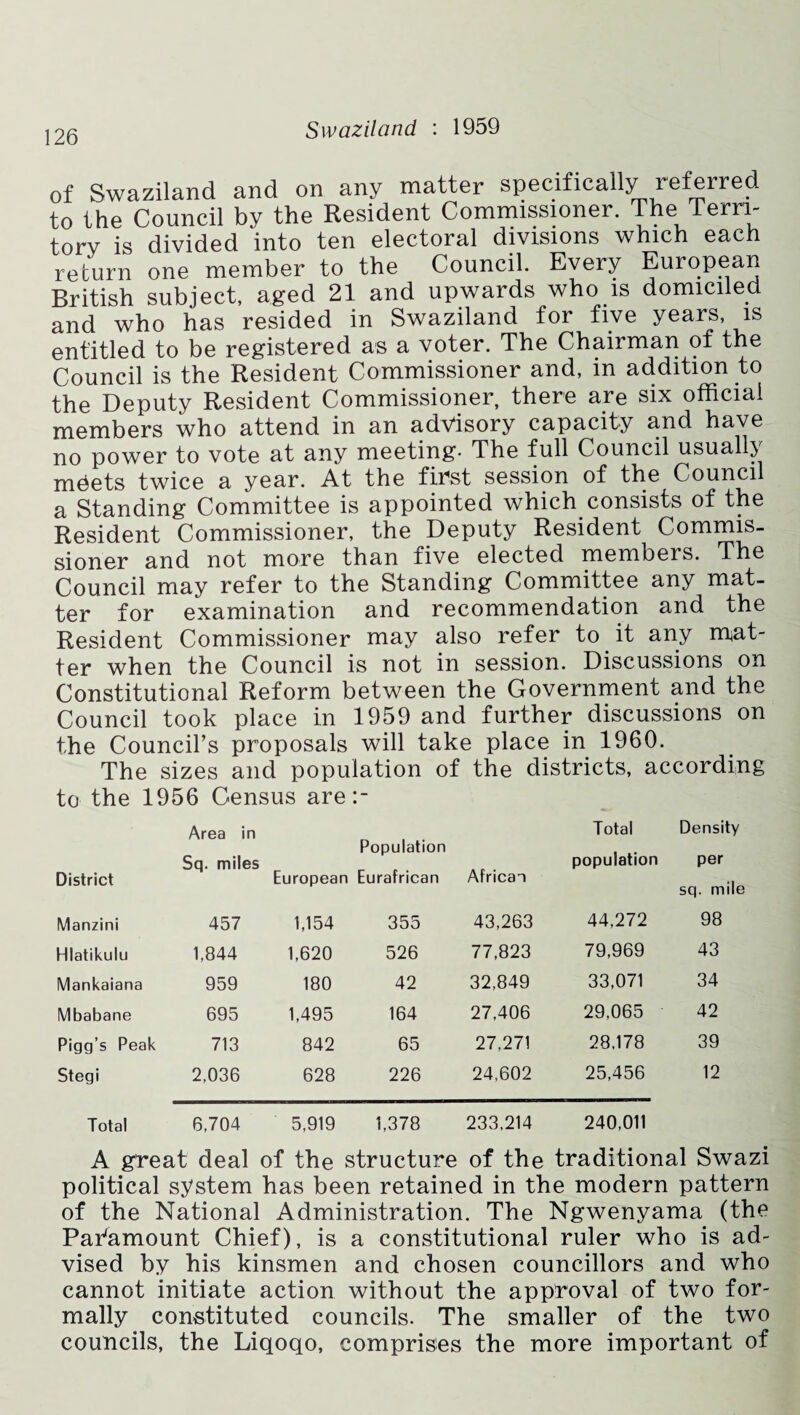 126
Swaziland : 1959
of Swaziland and on any matter specifically referred
to the Council by the Resident Commissioner. The Terri-
tory is divided into ten electoral divisions which each
return one member to the Council. Every European
British subject, aged 21 and upwards who is domiciled
and who has resided in Swaziland for five years, is
entitled to be registered as a voter. The Chairman of the
Council is the Resident Commissioner and, in addition to
the Deputy Resident Commissioner, there are six official
members who attend in an advisory capacity and have
no power to vote at any meeting. The full Council usually
meets twice a year. At the first session of the Council
a Standing Committee is appointed which consists of the
Resident Commissioner, the Deputy Resident Commis-
sioner and not more than five elected members. The
Council may refer to the Standing Committee any mat-
ter for examination and recommendation and the
Resident Commissioner may also refer to it any mat-
ter when the Council is not in session. Discussions on
Constitutional Reform between the Government and the
Council took place in 1959 and further discussions on
the Council's proposals will take place in 1960.
The sizes and population of the districts, according
to the 1956 Census are:-
Area in Population Total Density
District Sq. miles European Eurafrican African population per
sq. mile
Manzini 457 1,154 355 43,263 44,272 98
Hlatikulu 1,844 1,620 526 77,823 79,969 43
Mankaiana 959 180 42 32,849 33,071 34
Mbabane 695 1,495 164 27,406 29,065 42
Pigg's Peak 713 842 65 27,271 28,178 39
Stegi 2,036 628 226 24,602 25,456 12
Total 6,704 5,919 1,378 233,214 240,011
A great deal of the structure of the traditional Swazi
political system has been retained in the modern pattern
of the National Administration. The Ngwenyama (the
Paramount Chief), is a constitutional ruler who is ad-
vised by his kinsmen and chosen councillors and who
cannot initiate action without the approval of two for-
mally constituted councils. The smaller of the two
councils, the Liqoqo, comprises the more important of